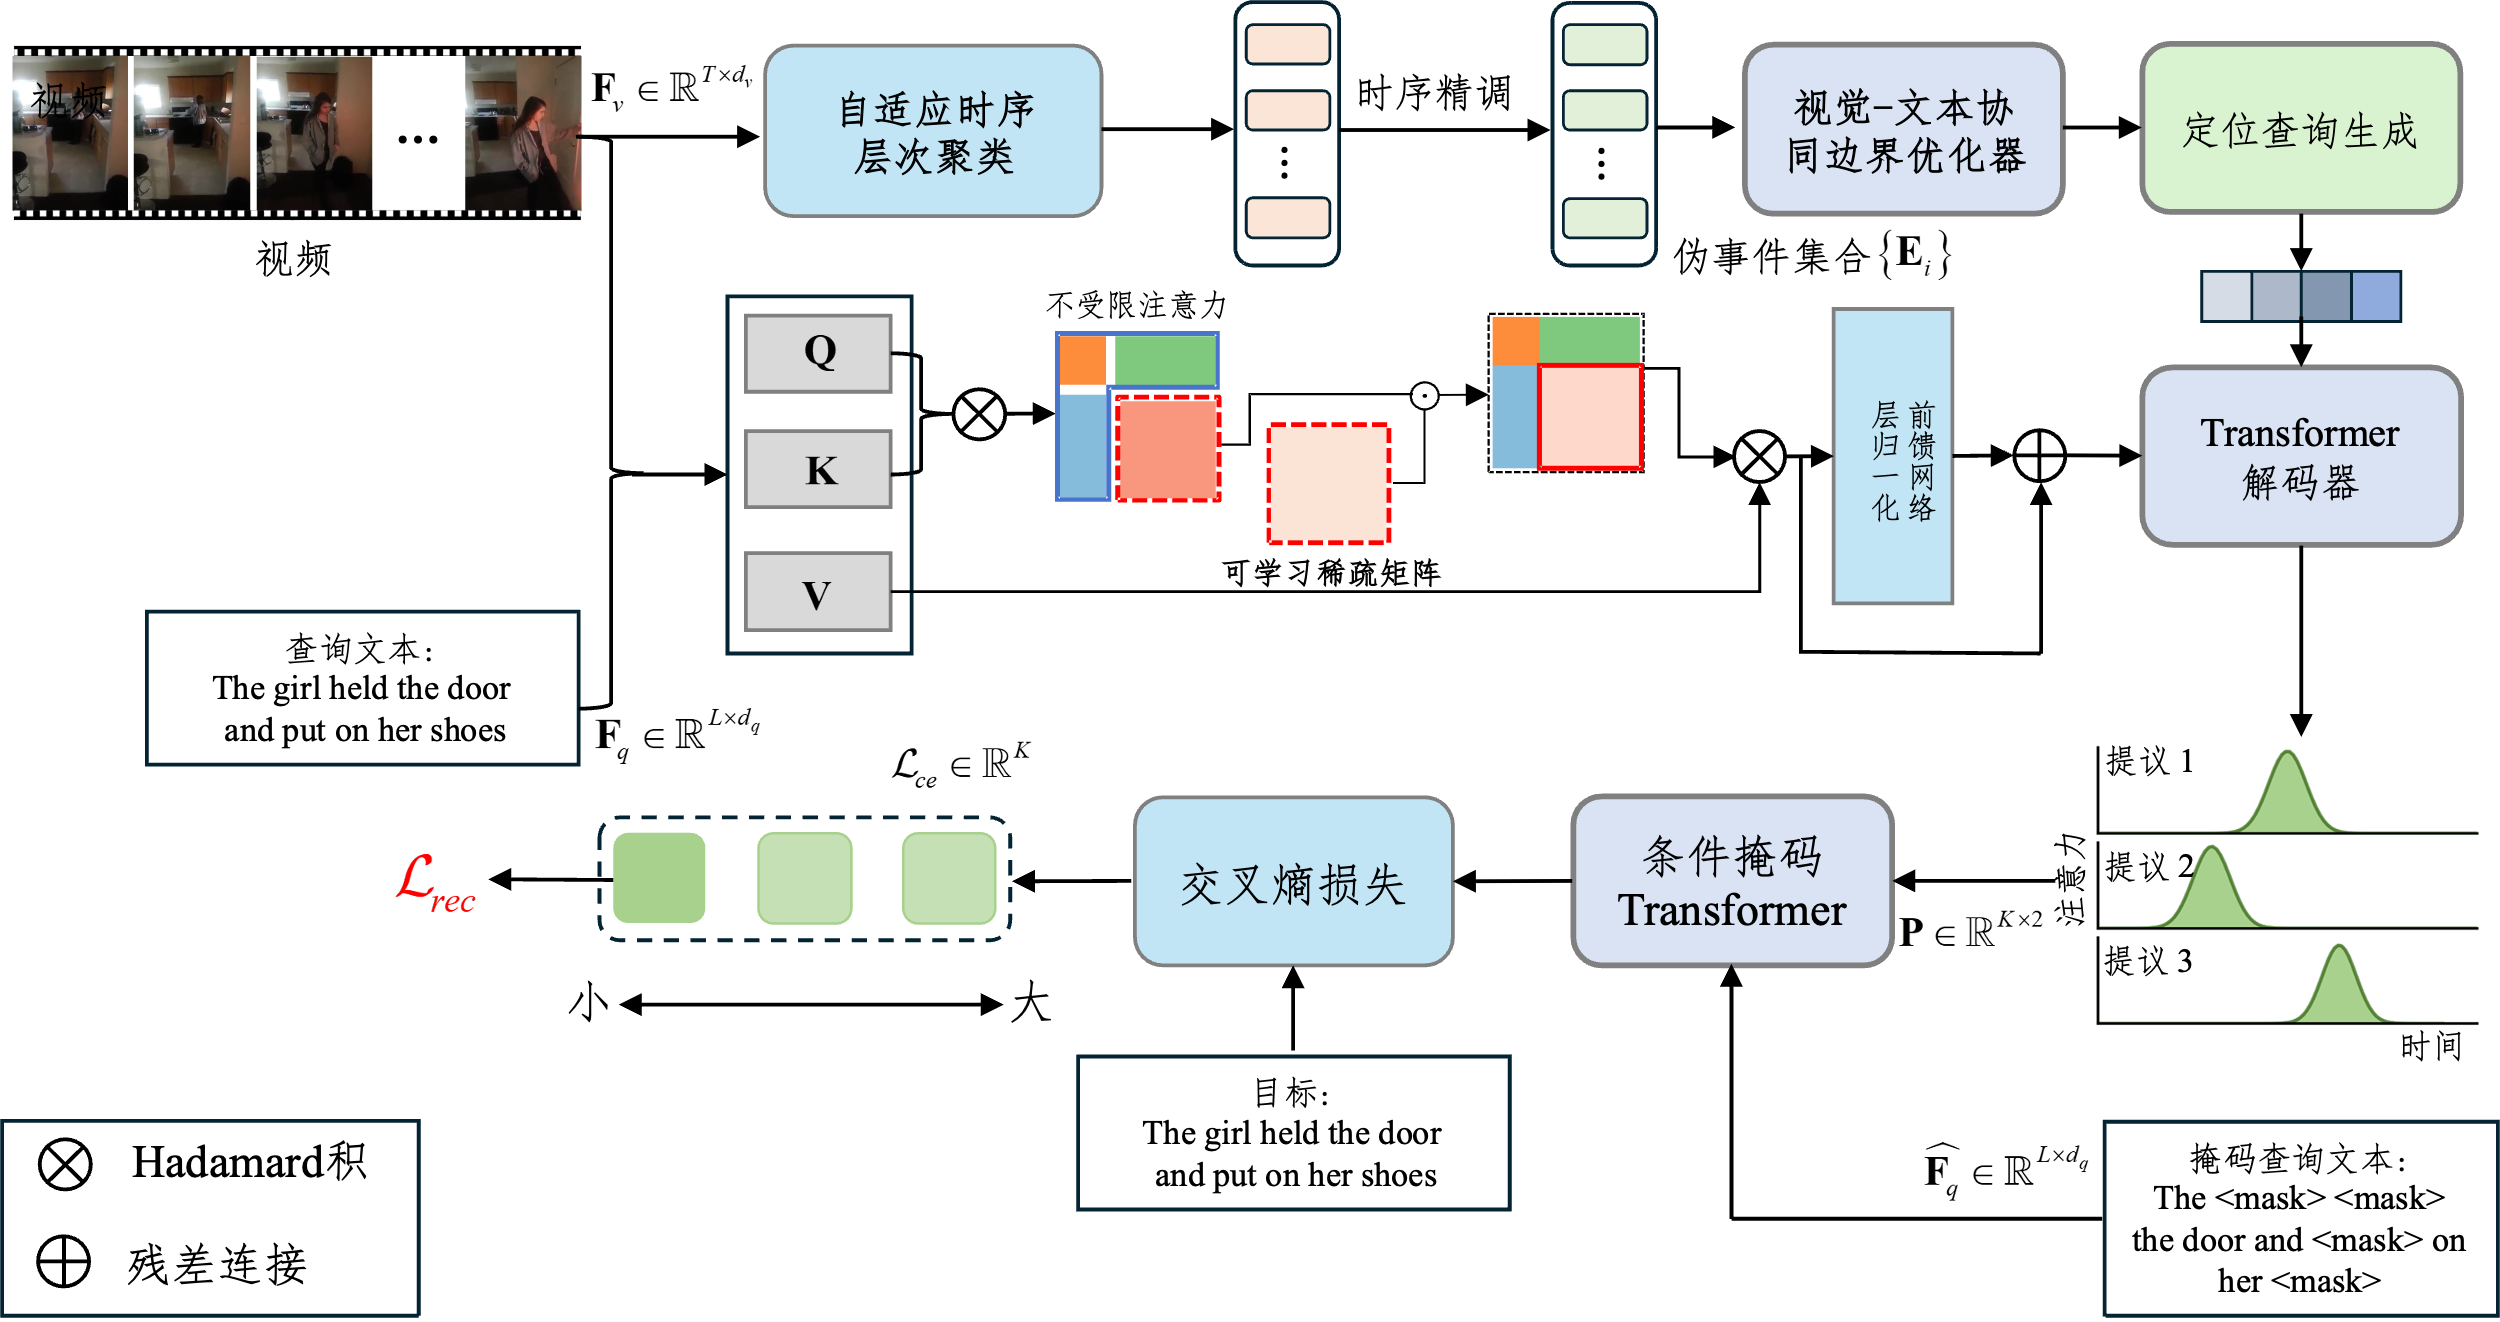 视频
视频
𝐅_v ∈ ℝ^{T×d_v}
自适应时序
层次聚类
时序精调
视觉-文本协
同边界优化器
定位查询生成
伪事件集合{𝐄_i}
不受限注意力
Q
K
V
可学习稀疏矩阵
层归一化
前馈网络
Transformer
解码器
查询文本：
The girl held the door
and put on her shoes
𝐅_q ∈ ℝ^{L×d_q}
提议 1
提议 2
提议 3
注意力
时间
𝐏 ∈ ℝ^{K×2}
条件掩码
Transformer
交叉熵损失
ℒ_ce ∈ ℝ^K
ℒ_rec
小
大
目标：
The girl held the door
and put on her shoes
\widehat{𝐅_q} ∈ ℝ^{L×d_q}
掩码查询文本：
The <mask> <mask>
the door and <mask> on
her <mask>
Hadamard积
残差连接